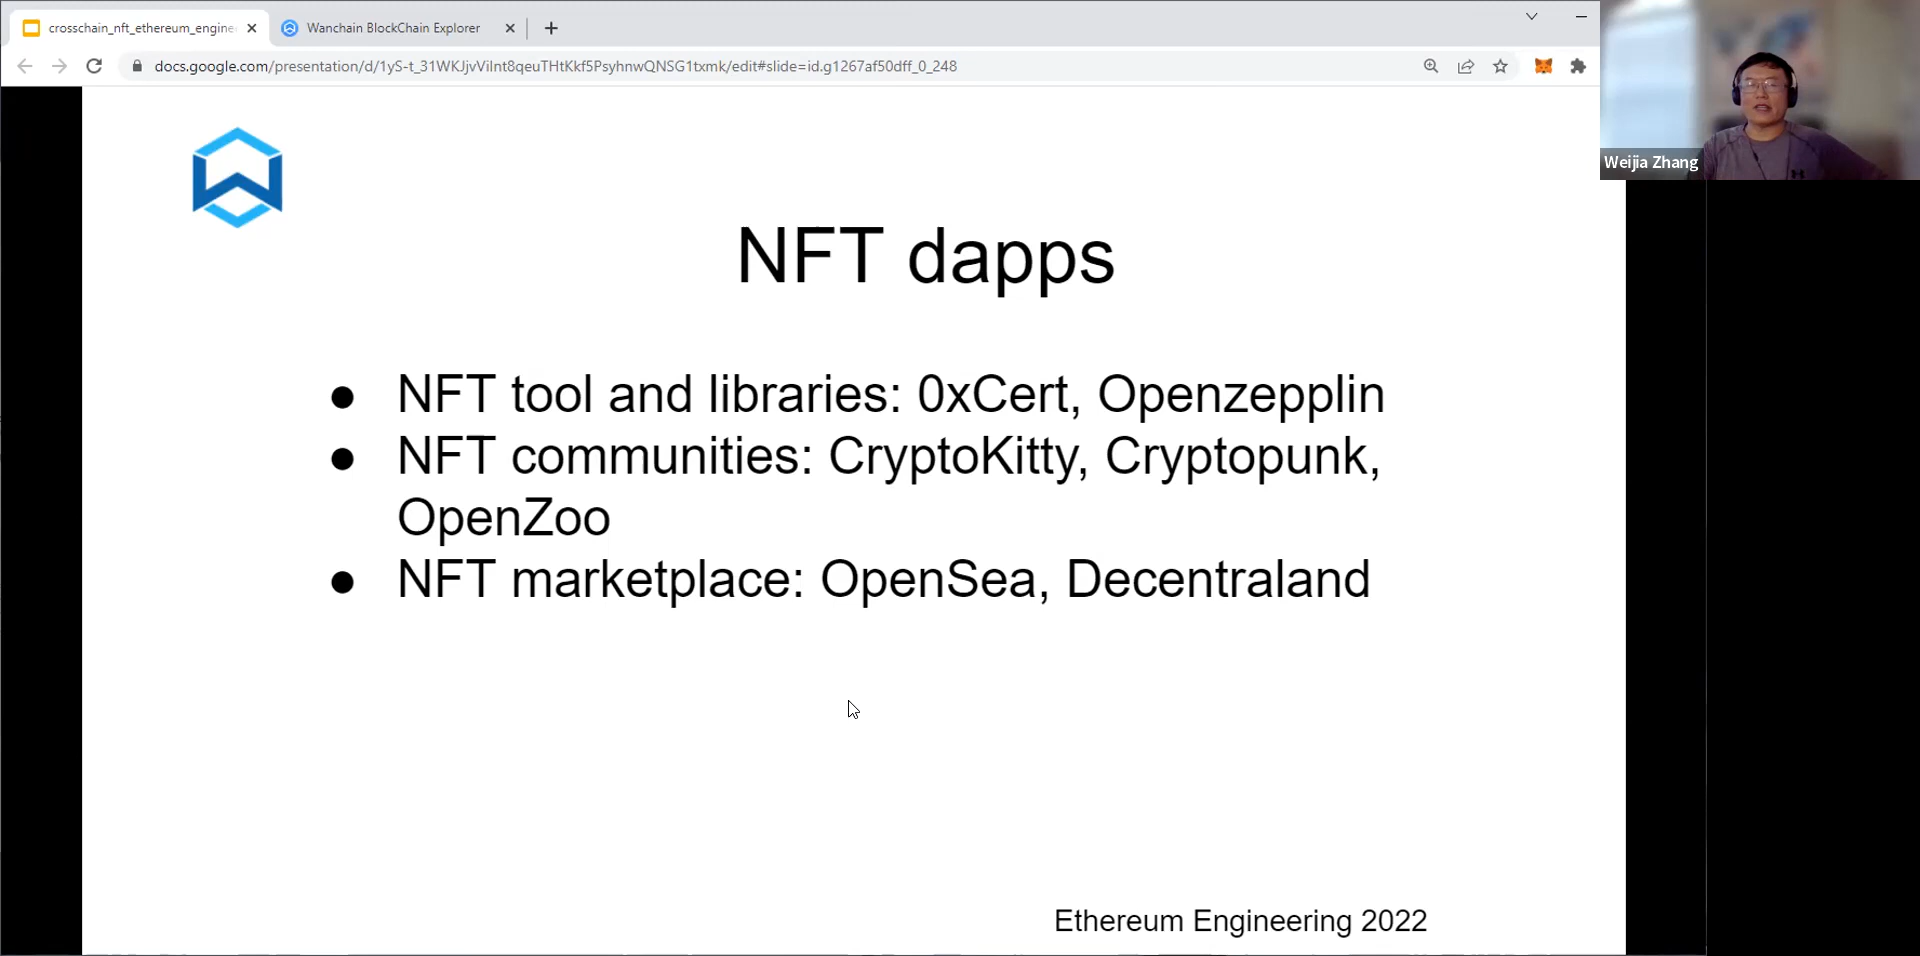 crosschain_nft_ethereum_engine
Wanchain BlockChain Explorer
docs.google.com/presentation/d/1yS-t_31WKJjvViInt8qeuTHtKkf5PsyhnwQNSG1txmk/edit#slide=id.g1267af50dff_0_248
Weijia Zhang
NFT dapps
● NFT tool and libraries: 0xCert, Openzepplin
● NFT communities: CryptoKitty, Cryptopunk,
OpenZoo
● NFT marketplace: OpenSea, Decentraland
Ethereum Engineering 2022